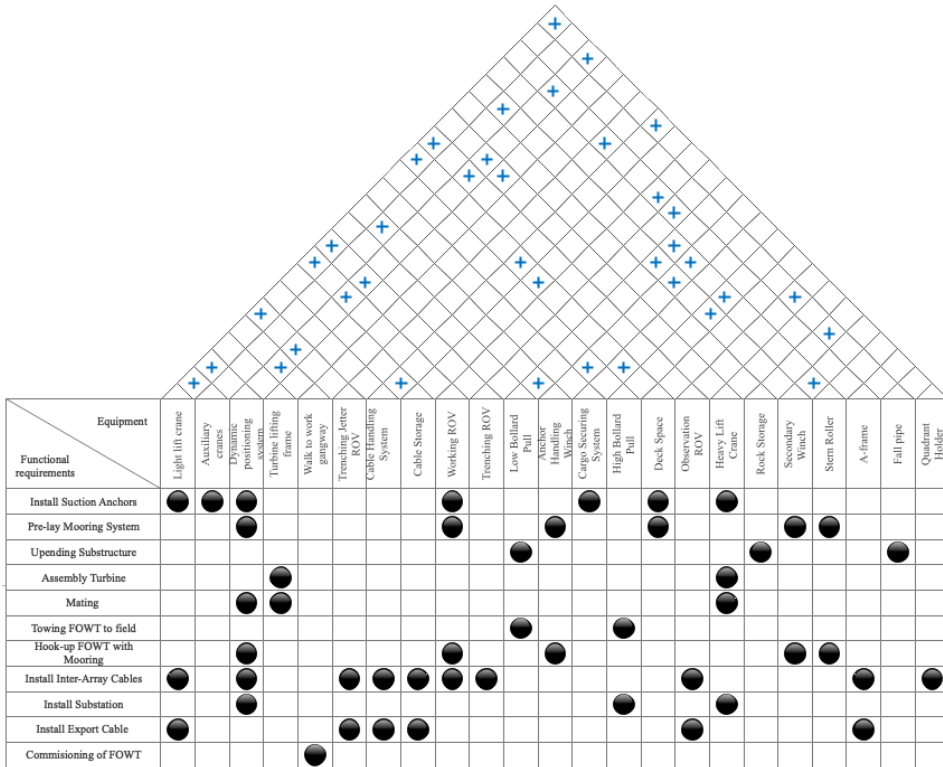 Equipment
Functional
requirements
Light lift crane
Auxiliary
cranes
Dynamic
positioning
system
Turbine lifting
frame
Walk to work
gangway
Trenching Jetter
ROV
Cable Handling
System
Cable Storage
Working ROV
Trenching ROV
Low Bollard
Pull
Anchor
Handling
Winch
Cargo Securing
System
High Bollard
Pull
Deck Space
Observation
ROV
Heavy Lift
Crane
Rock Storage
Secondary
Winch
Stern Roller
A-frame
Fall pipe
Quadrant
Holder
Install Suction Anchors
Pre-lay Mooring System
Upending Substructure
Assembly Turbine
Mating
Towing FOWT to field
Hook-up FOWT with
Mooring
Install Inter-Array Cables
Install Substation
Install Export Cable
Commisioning of FOWT